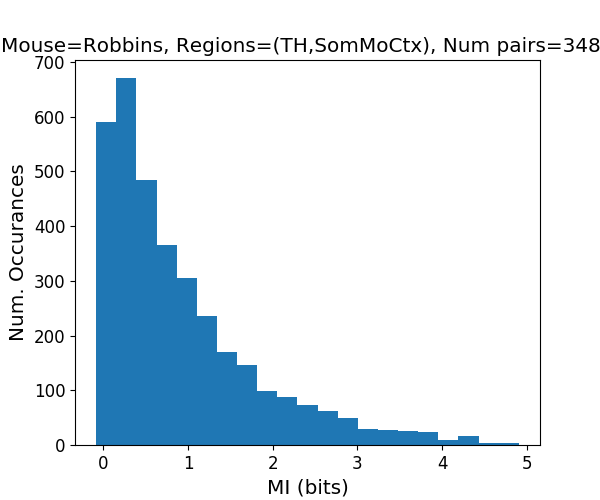 Mouse=Robbins, Regions=(TH,SomMoCtx), Num pairs=348
700
600
500
400
300
200
100
0
Num. Occurances
0 1 2 3 4 5
MI (bits)